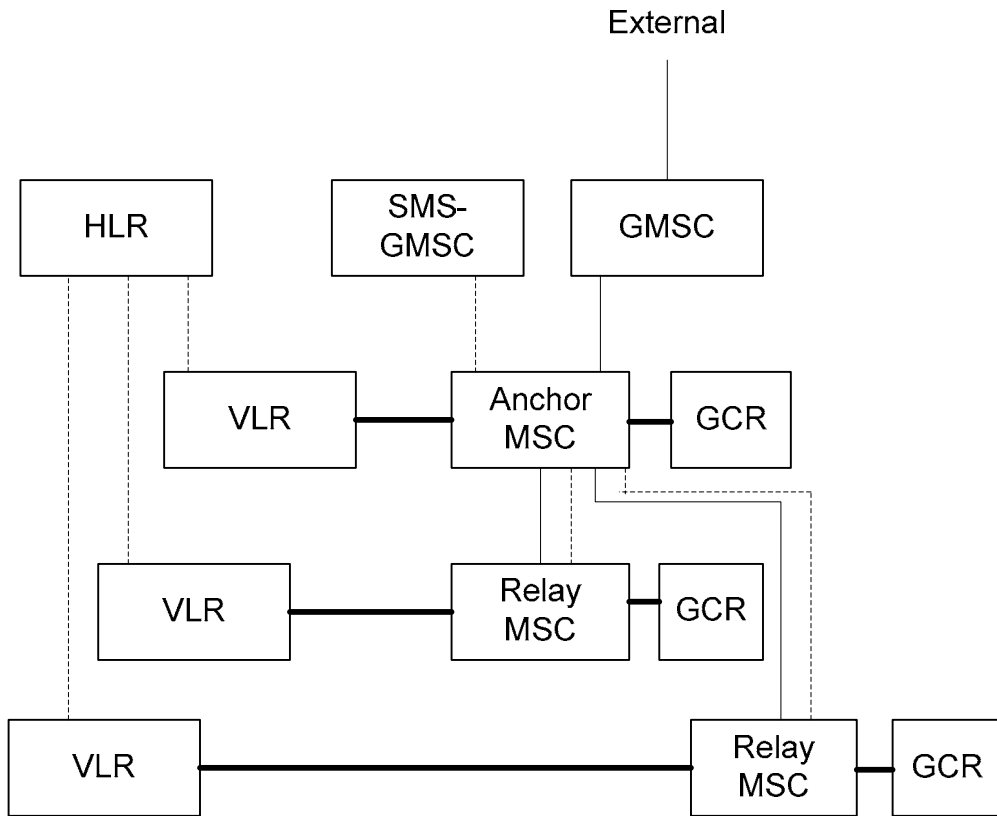 External
HLR
SMS-
GMSC
GMSC
VLR
Anchor
MSC
GCR
VLR
Relay
MSC
GCR
VLR
Relay
MSC
GCR